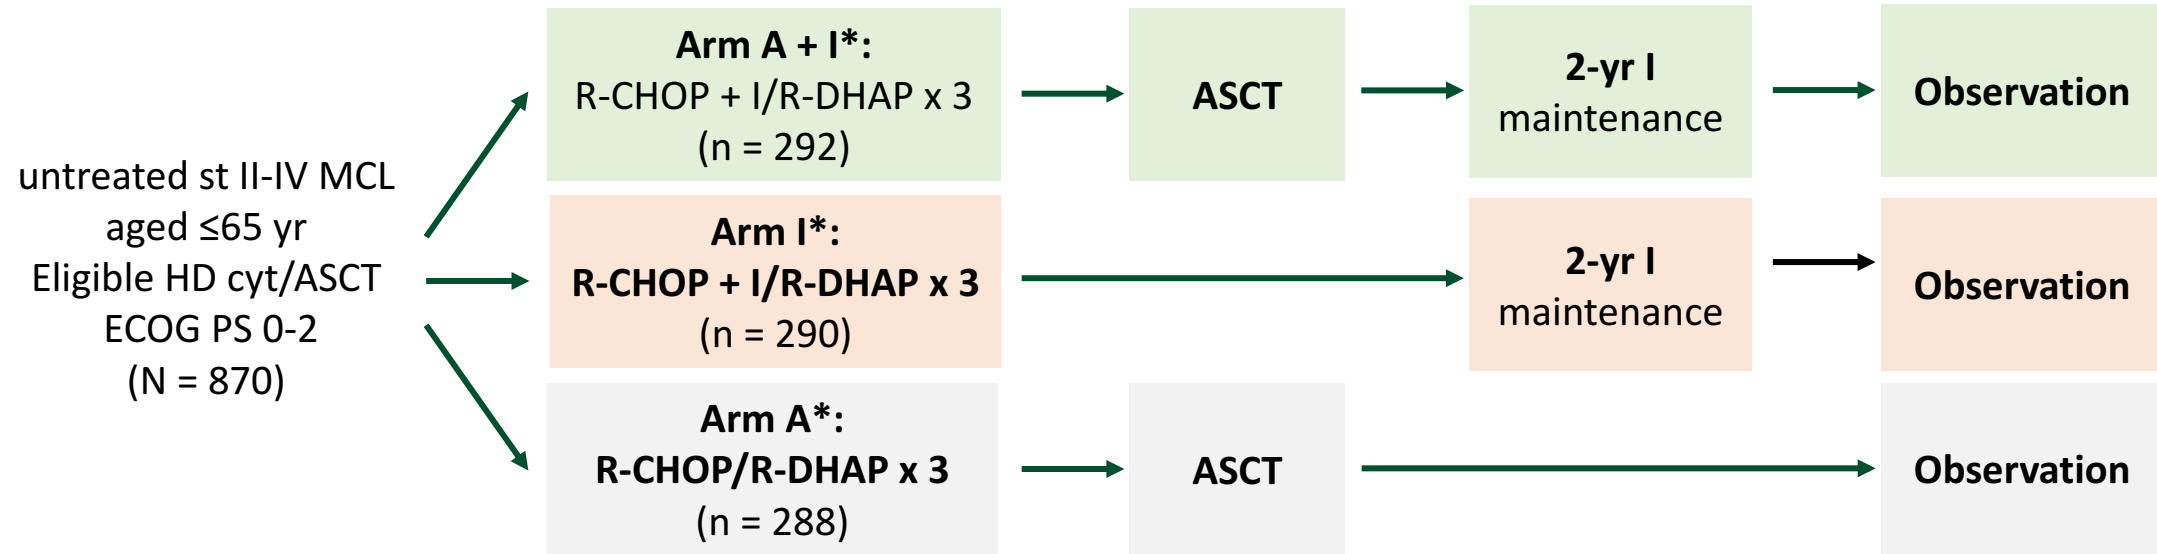 untreated st II-IV MCL
aged ≤65 yr
Eligible HD cyt/ASCT
ECOG PS 0-2
(N = 870)
Arm A + I*:
R-CHOP + I/R-DHAP x 3
(n = 292)
ASCT
2-yr I
maintenance
Observation
Arm I*:
R-CHOP + I/R-DHAP x 3
(n = 290)
2-yr I
maintenance
Observation
Arm A*:
R-CHOP/R-DHAP x 3
(n = 288)
ASCT
Observation